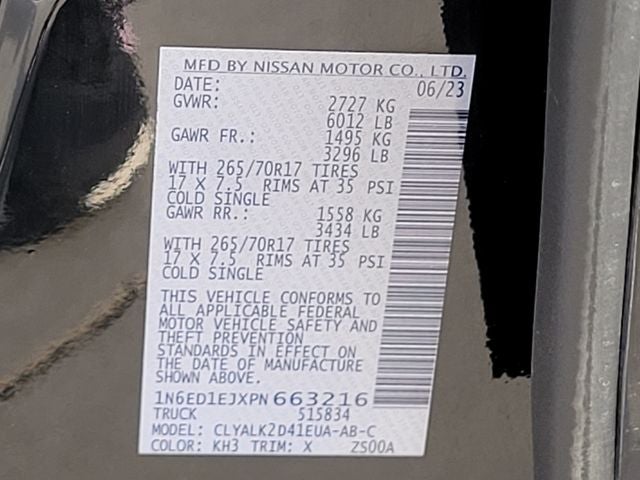 MFD BY NISSAN MOTOR CO., LTD.
DATE: 06/23
GVWR: 2727 KG
6012 LB
GAWR FR.: 1495 KG
3296 LB
WITH 265/70R17 TIRES
17 X 7.5 RIMS AT 35 PSI
COLD SINGLE
GAWR RR.: 1558 KG
3434 LB
WITH 265/70R17 TIRES
17 X 7.5 RIMS AT 35 PSI
COLD SINGLE
THIS VEHICLE CONFORMS TO
ALL APPLICABLE FEDERAL
MOTOR VEHICLE SAFETY AND
THEFT PREVENTION
STANDARDS IN EFFECT ON
THE DATE OF MANUFACTURE
SHOWN ABOVE.
1N6ED1EJXPN663216
TRUCK 515834
MODEL: CLYALK2D41EUA-AB-C
COLOR: KH3 TRIM: X ZS00A